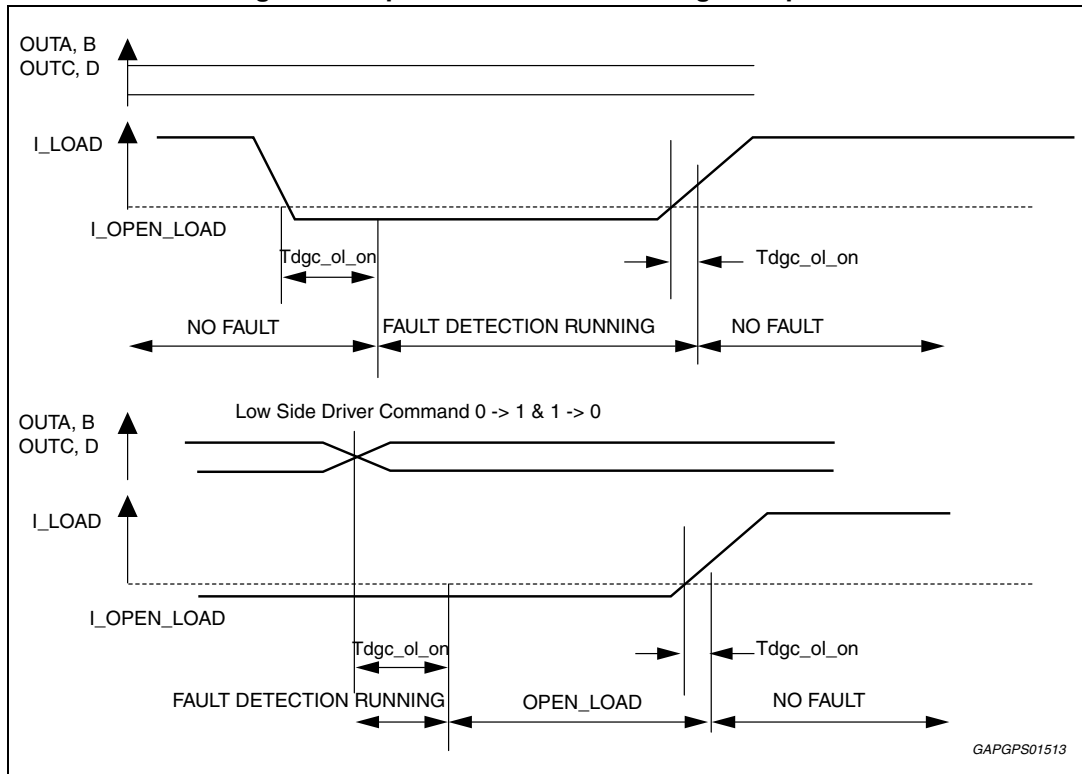 OUTA, B
OUTC, D
I_LOAD
I_OPEN_LOAD
Tdgc_ol_on
Tdgc_ol_on
NO FAULT
FAULT DETECTION RUNNING
NO FAULT
Low Side Driver Command 0 -> 1 & 1 -> 0
OUTA, B
OUTC, D
I_LOAD
I_OPEN_LOAD
Tdgc_ol_on
Tdgc_ol_on
FAULT DETECTION RUNNING
OPEN_LOAD
NO FAULT
GAPGPS01513